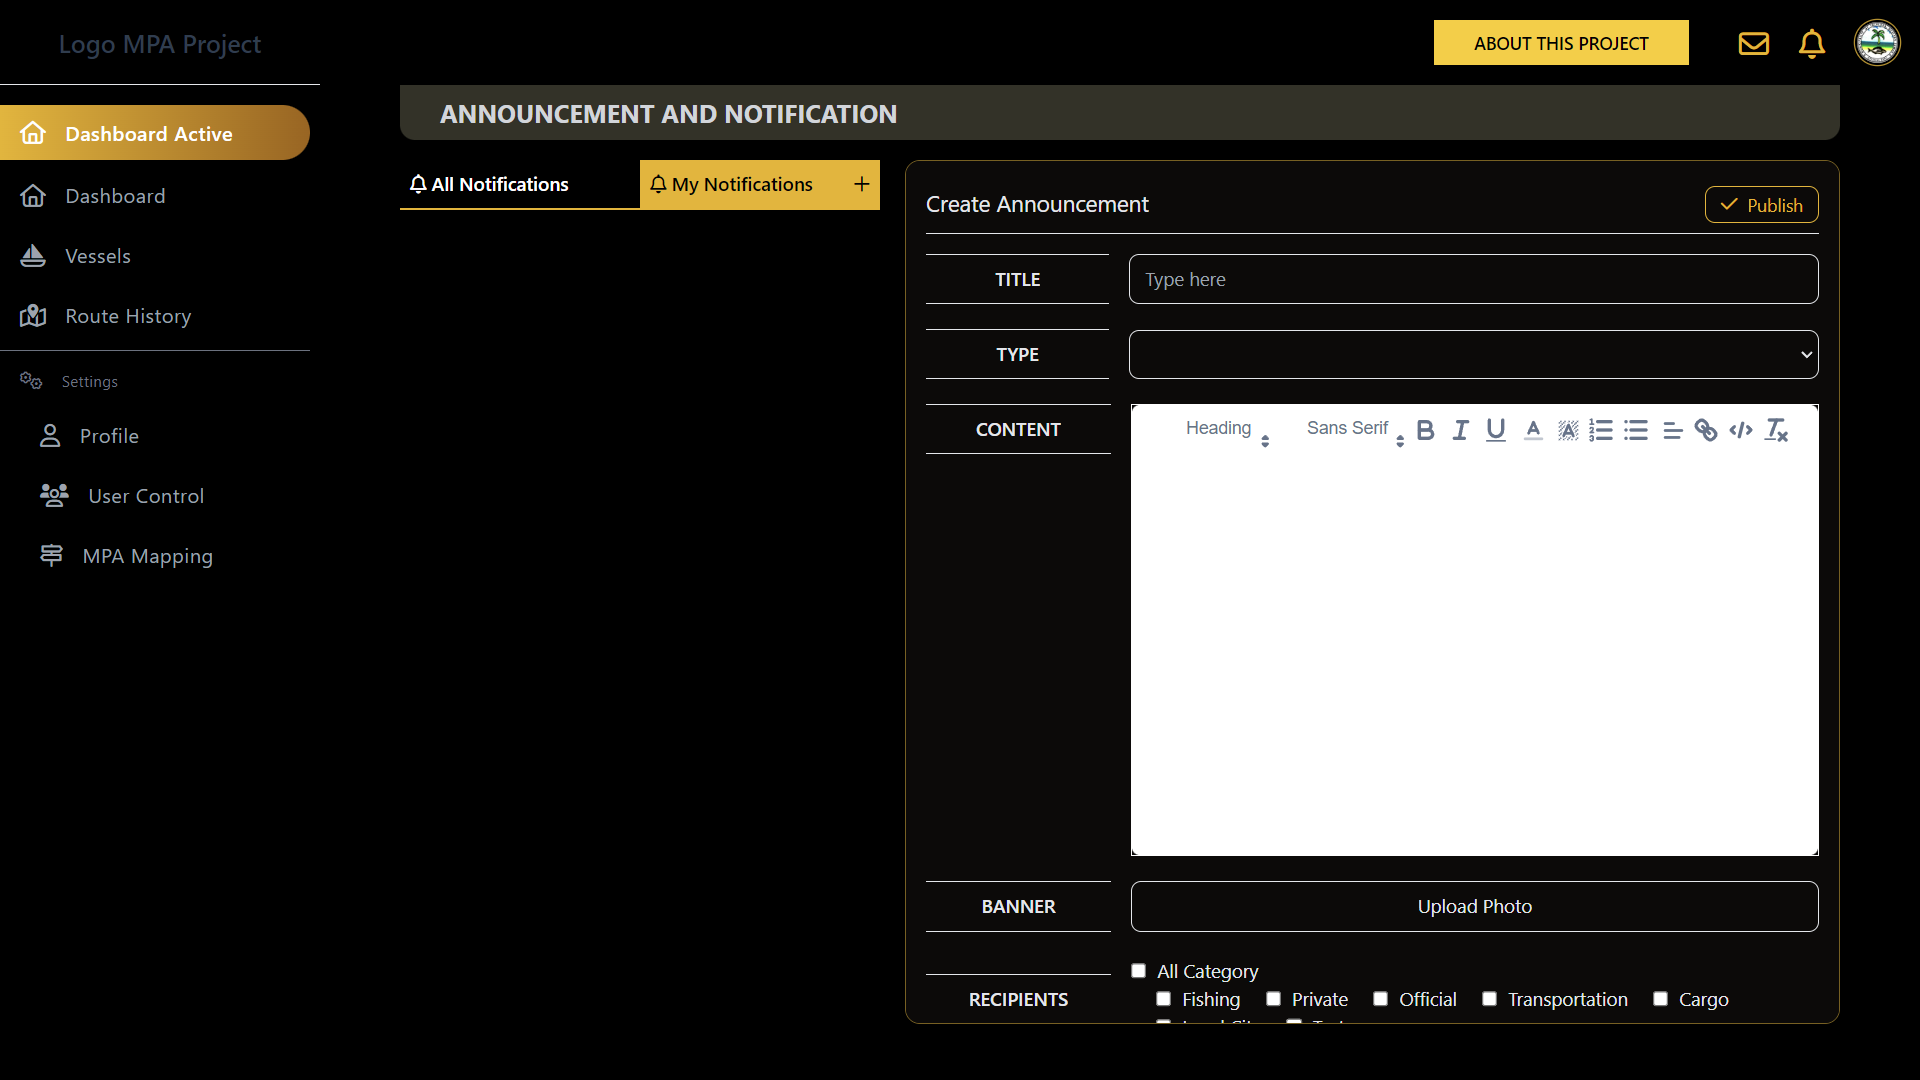 Logo MPA Project
ABOUT THIS PROJECT
Dashboard Active
Dashboard
Vessels
Route History
Settings
Profile
User Control
MPA Mapping
ANNOUNCEMENT AND NOTIFICATION
All Notifications
My Notifications +
Create Announcement
Publish
TITLE
Type here
TYPE
CONTENT
Heading
Sans Serif
BANNER
Upload Photo
RECIPIENTS
All Category
Fishing Private Official Transportation Cargo